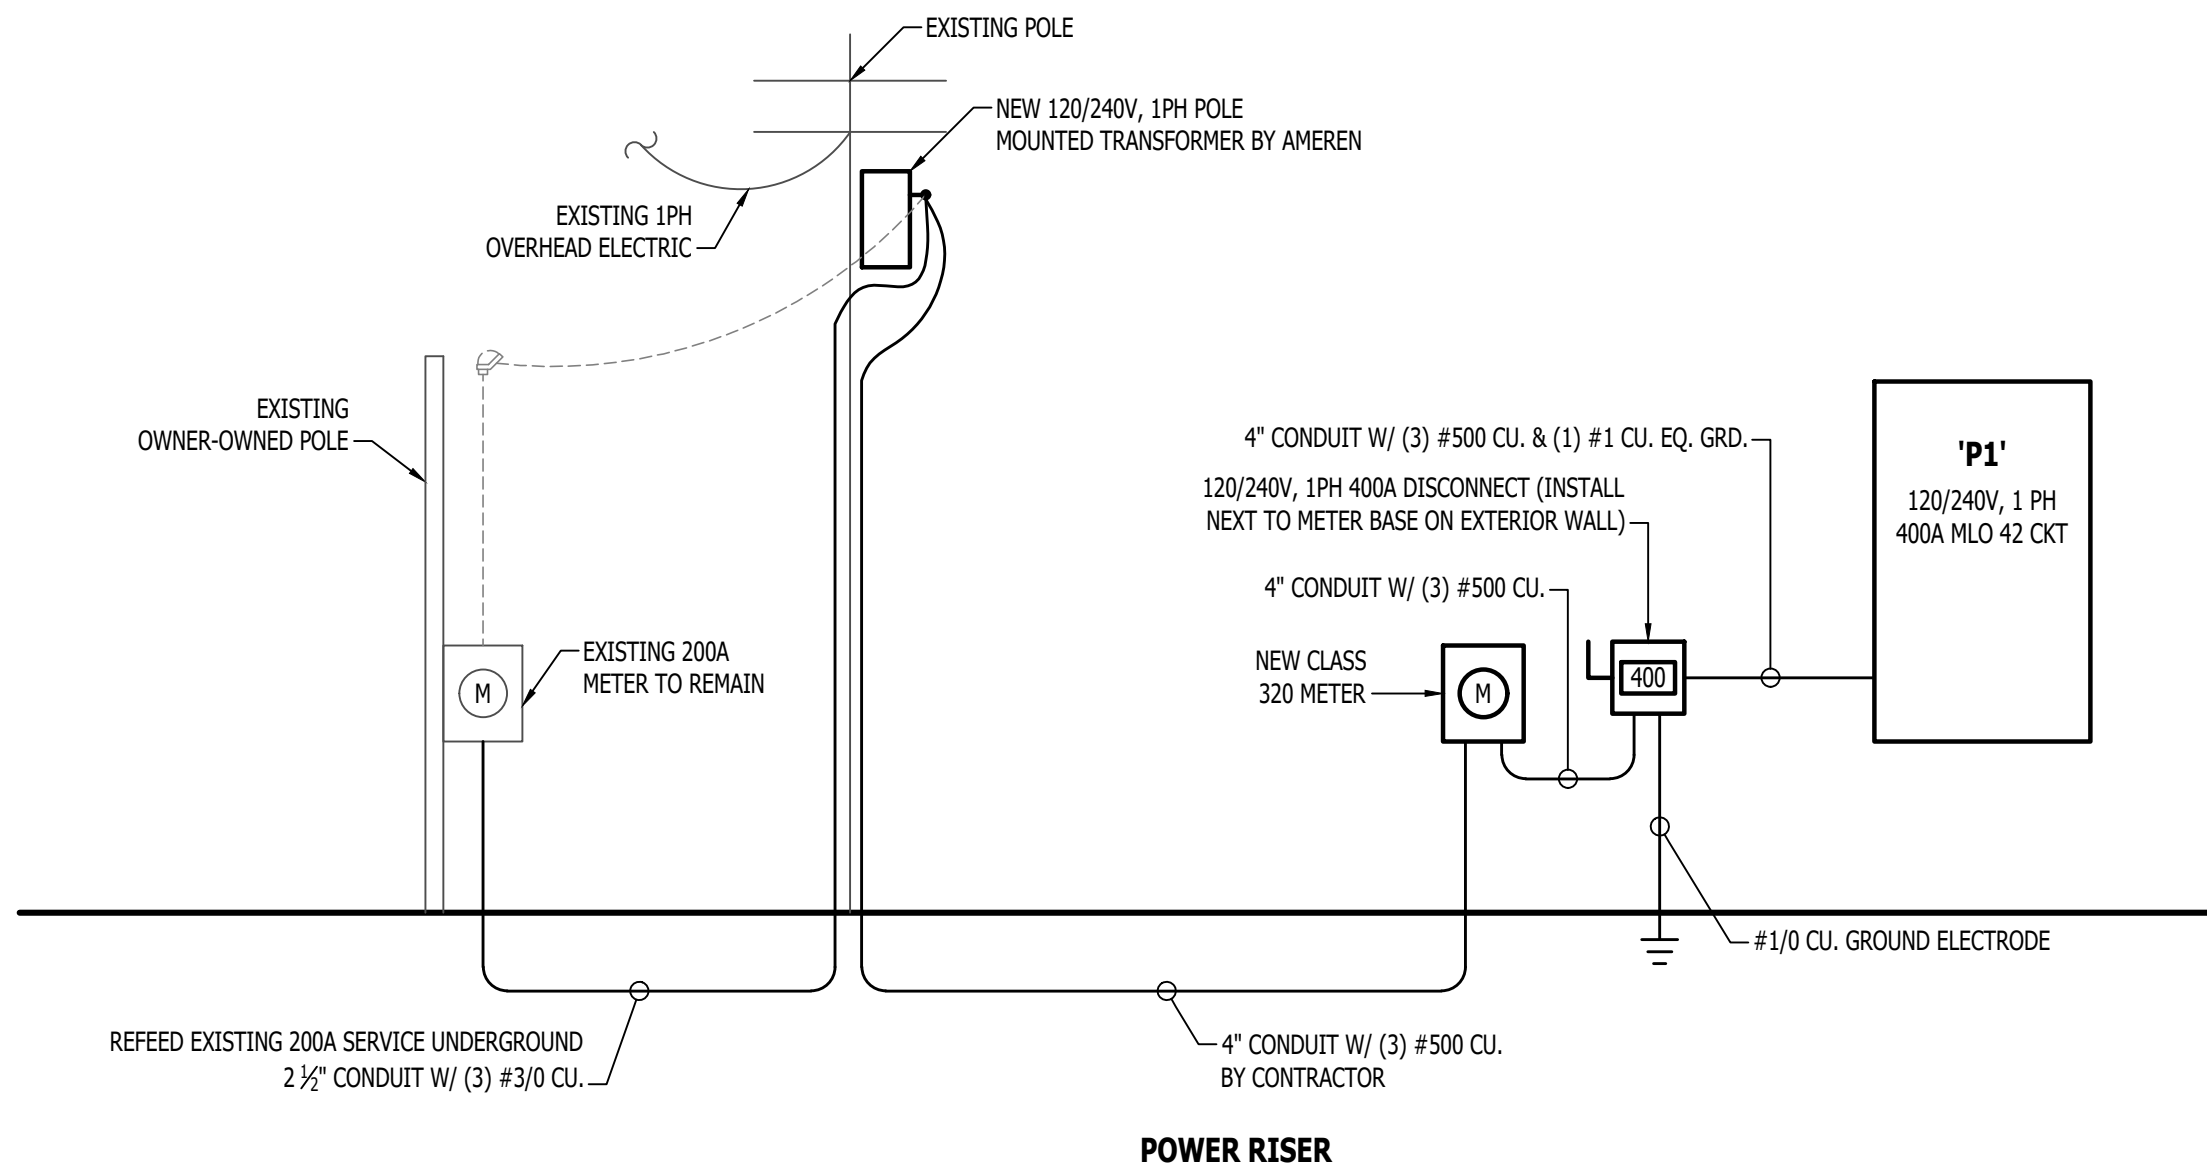 EXISTING POLE
NEW 120/240V, 1PH POLE
MOUNTED TRANSFORMER BY AMEREN
EXISTING 1PH
OVERHEAD ELECTRIC
EXISTING
OWNER-OWNED POLE
4" CONDUIT W/ (3) #500 CU. & (1) #1 CU. EQ. GRD.
120/240V, 1PH 400A DISCONNECT (INSTALL
NEXT TO METER BASE ON EXTERIOR WALL)
'P1'
120/240V, 1 PH
400A MLO 42 CKT
4" CONDUIT W/ (3) #500 CU.
EXISTING 200A
METER TO REMAIN
M
NEW CLASS
320 METER
M
400
#1/0 CU. GROUND ELECTRODE
REFEED EXISTING 200A SERVICE UNDERGROUND
2 ½" CONDUIT W/ (3) #3/0 CU.
4" CONDUIT W/ (3) #500 CU.
BY CONTRACTOR
POWER RISER